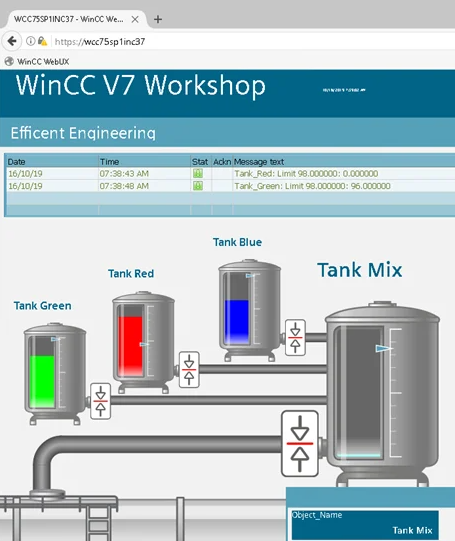 WCC75SP1INC37 - WinCC We...
https://wcc75sp1inc37
WinCC WebUX
WinCC V7 Workshop
Efficent Engineering
Date Time Stat Ackn Message text
16/10/19 07:38:43 AM Tank_Red: Limit 98.000000: 0.000000
16/10/19 07:38:48 AM Tank_Green: Limit 98.000000: 96.000000
Tank Blue
Tank Mix
Tank Red
Tank Green
Object_Name
Tank Mix